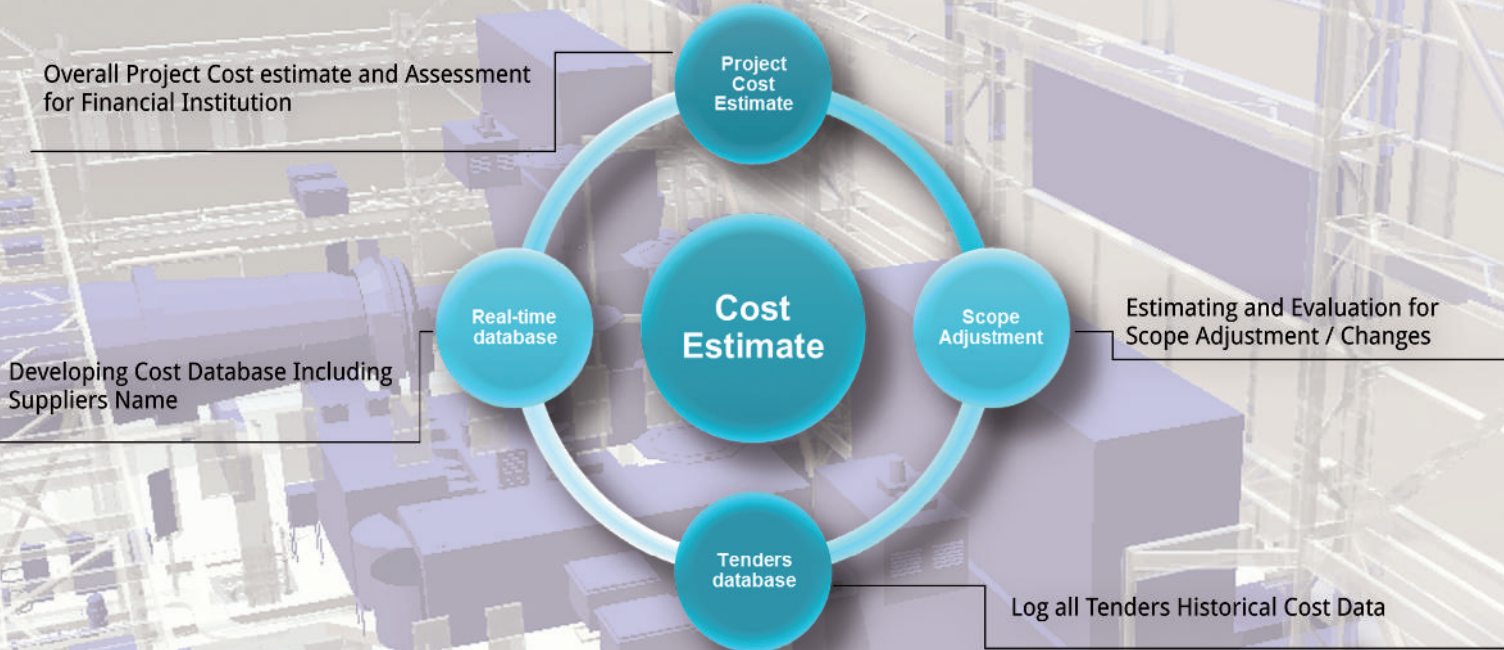 Overall Project Cost estimate and Assessment
for Financial Institution
Project
Cost
Estimate
Real-time
database
Developing Cost Database Including
Suppliers Name
Cost
Estimate
Scope
Adjustment
Estimating and Evaluation for
Scope Adjustment / Changes
Tenders
database
Log all Tenders Historical Cost Data